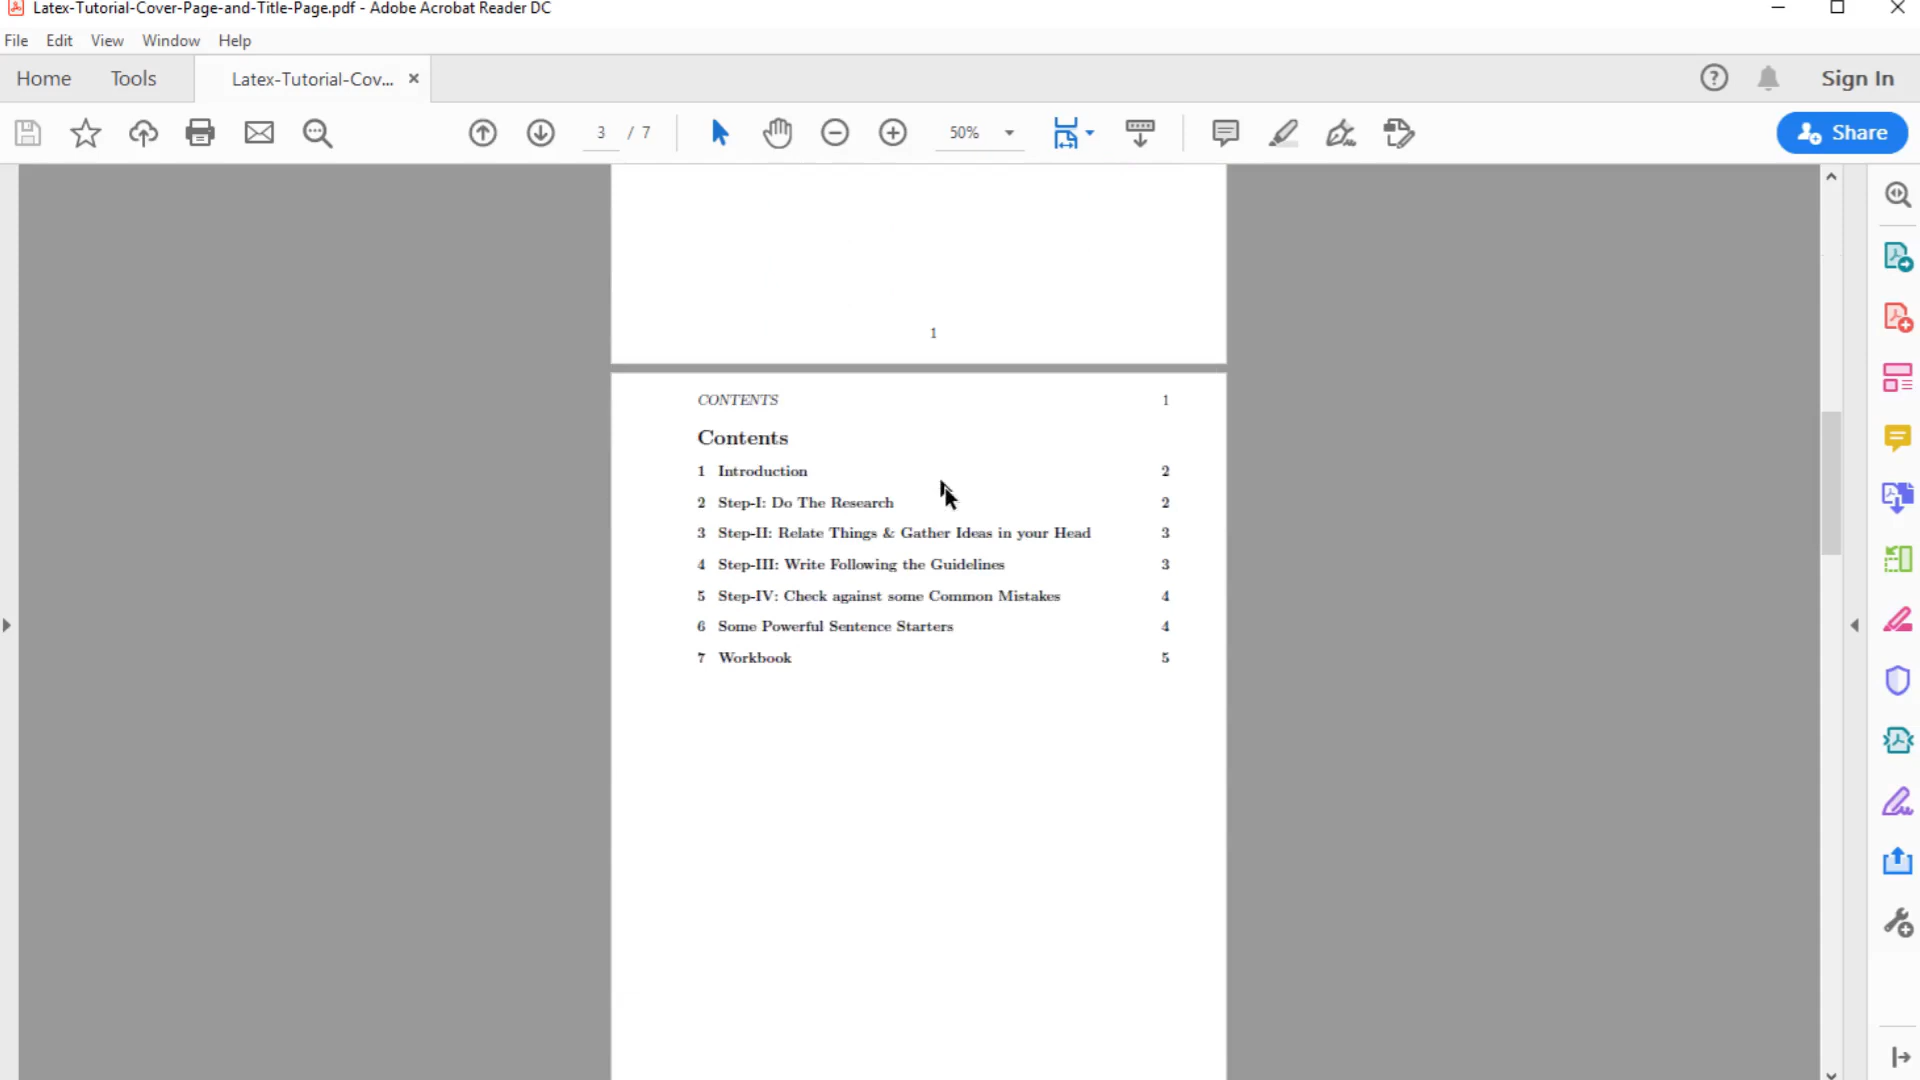 Latex-Tutorial-Cover-Page-and-Title-Page.pdf - Adobe Acrobat Reader DC
File Edit View Window Help
Home Tools Latex-Tutorial-Cov... Sign In
3 / 7 50% Share
1
CONTENTS 1
Contents
1 Introduction 2
2 Step-I: Do The Research 2
3 Step-II: Relate Things & Gather Ideas in your Head 3
4 Step-III: Write Following the Guidelines 3
5 Step-IV: Check against some Common Mistakes 4
6 Some Powerful Sentence Starters 4
7 Workbook 5